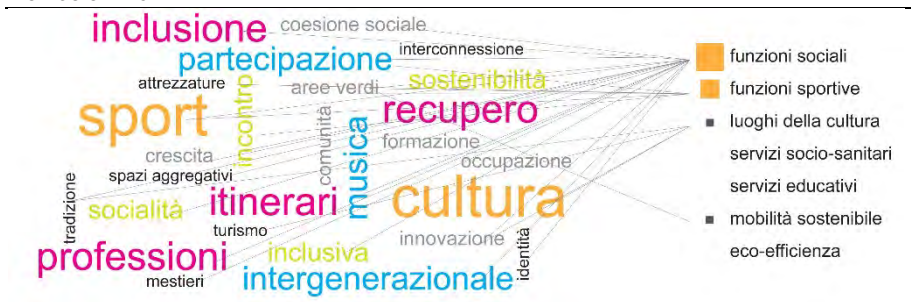 inclusione
coesione sociale
partecipazione
interconnessione
attrezzature
aree verdi
sostenibilità
sport
incontro
recupero
comunità
musica
formazione
crescita
occupazione
spazi aggregativi
tradizione
socialità
itinerari
cultura
turismo
innovazione
identità
professioni
inclusiva
mestieri
intergenerazionale
funzioni sociali
funzioni sportive
luoghi della cultura
servizi socio-sanitari
servizi educativi
mobilità sostenibile
eco-efficienza